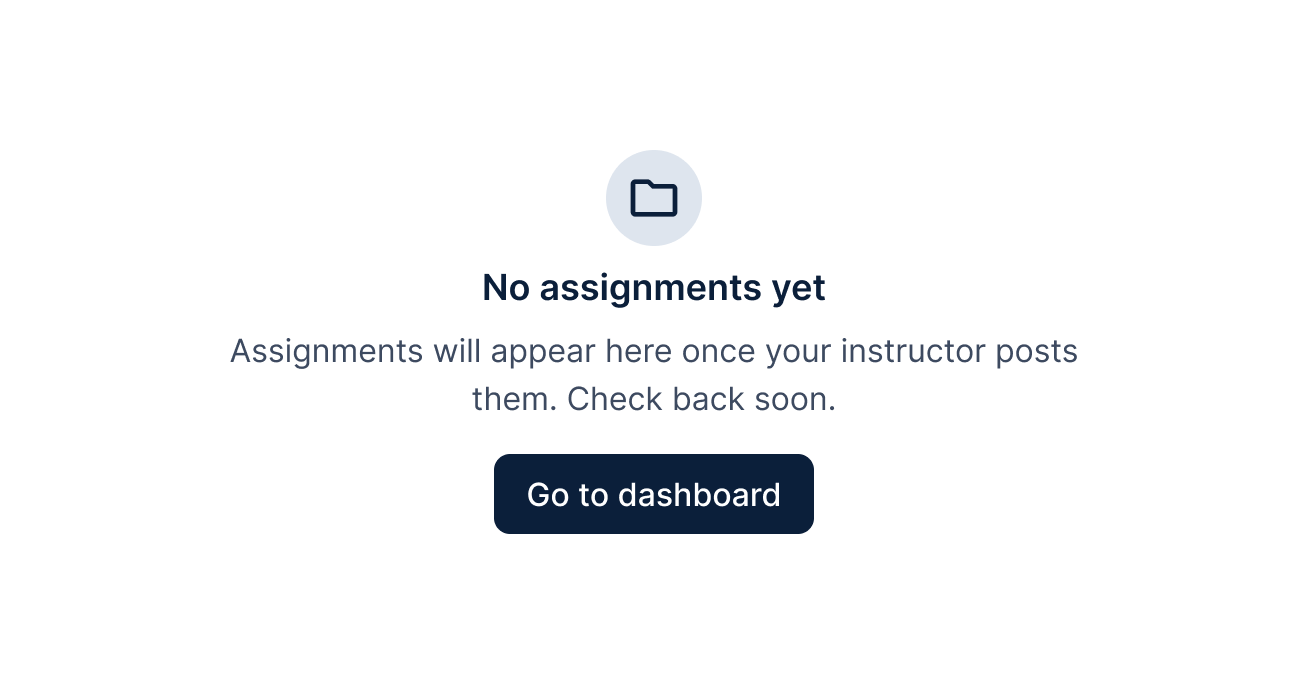 No assignments yet
Assignments will appear here once your instructor posts
them. Check back soon.
Go to dashboard